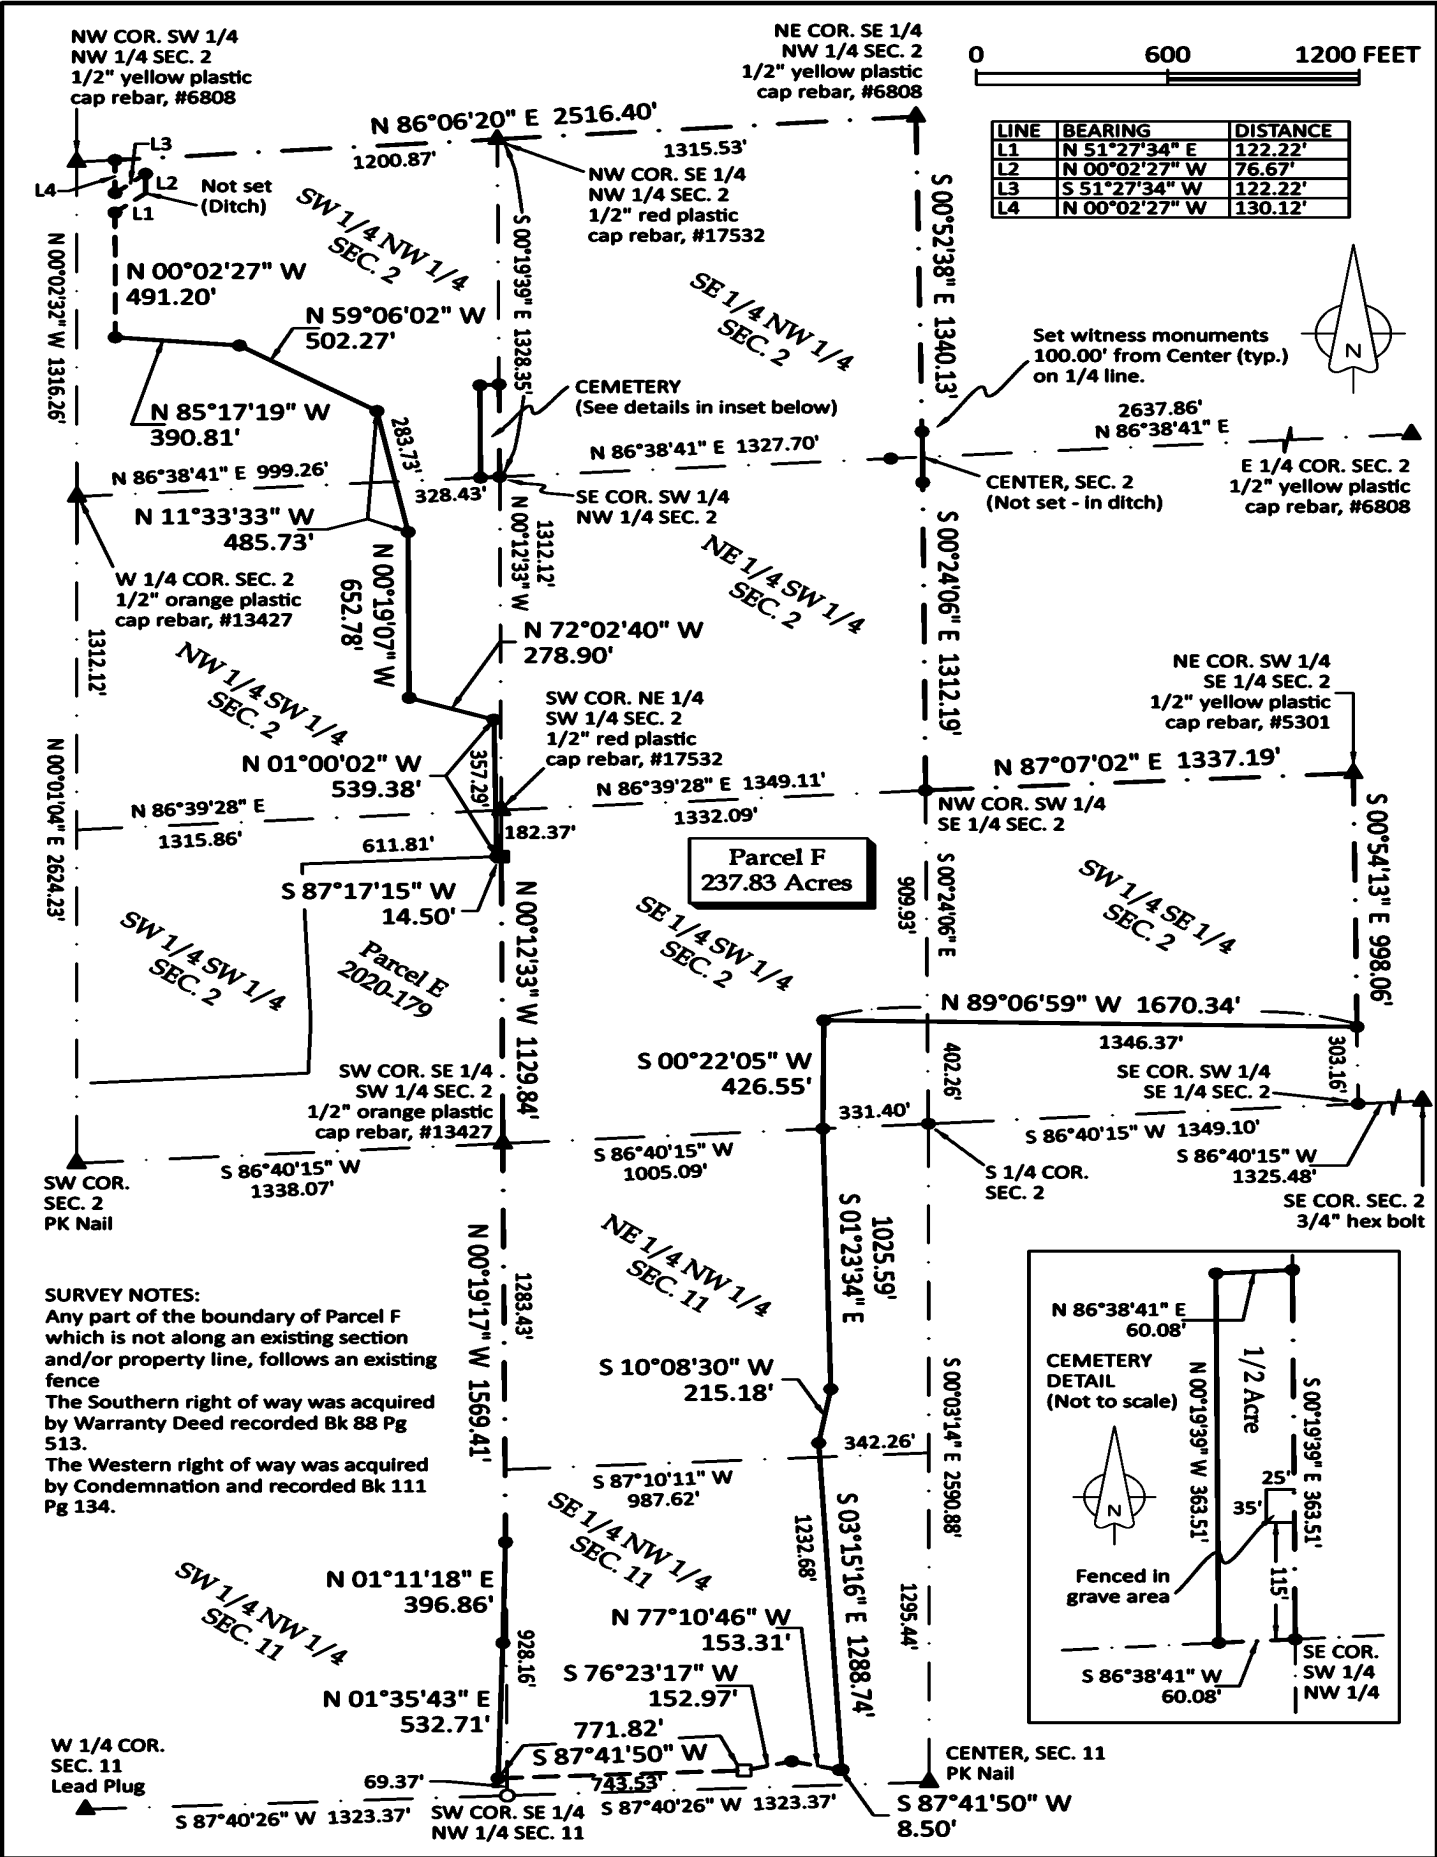 NW COR. SW 1/4
NW 1/4 SEC. 2
1/2" yellow plastic
cap rebar, #6808
NE COR. SE 1/4
NW 1/4 SEC. 2
1/2" yellow plastic
cap rebar, #6808
0 600 1200 FEET
LINE BEARING DISTANCE
L1 N 51°27'34" E 122.22'
L2 N 00°02'27" W 76.67'
L3 S 51°27'34" W 122.22'
L4 N 00°02'27" W 130.12'
N 86°06'20" E 2516.40'
1200.87'
1315.53'
L3
L4
L2
L1
Not set
(Ditch)
NW COR. SE 1/4
NW 1/4 SEC. 2
1/2" red plastic
cap rebar, #17532
SW 1/4 NW 1/4
SEC. 2
S 00°19'39" E 1328.35'
S 00°52'38" E 1340.13'
N 00°02'32" W 1316.26'
N 00°02'27" W
491.20'
N 59°06'02" W
502.27'
SE 1/4 NW 1/4
SEC. 2
Set witness monuments
100.00' from Center (typ.)
on 1/4 line.
N
CEMETERY
(See details in inset below)
N 85°17'19" W
390.81'
283.73'
2637.86'
N 86°38'41" E
N 86°38'41" E 1327.70'
N 86°38'41" E 999.26'
328.43'
E 1/4 COR. SEC. 2
1/2" yellow plastic
cap rebar, #6808
CENTER, SEC. 2
(Not set - in ditch)
SE COR. SW 1/4
NW 1/4 SEC. 2
N 11°33'33" W
485.73'
1312.12'
N 00°12'33" W
NE 1/4 SW 1/4
SEC. 2
S 00°24'06" E 1312.19'
W 1/4 COR. SEC. 2
1/2" orange plastic
cap rebar, #13427
N 00°19'07" W
652.78'
N 72°02'40" W
278.90'
1312.12'
NW 1/4 SW 1/4
SEC. 2
NE COR. SW 1/4
SE 1/4 SEC. 2
1/2" yellow plastic
cap rebar, #5301
SW COR. NE 1/4
SW 1/4 SEC. 2
1/2" red plastic
cap rebar, #17532
N 01°00'02" W
539.38'
357.29'
N 87°07'02" E 1337.19'
N 86°39'28" E 1349.11'
1332.09'
N 86°39'28" E
1315.86'
NW COR. SW 1/4
SE 1/4 SEC. 2
N 00°01'04" E 2624.23'
182.37'
611.81'
Parcel F
237.83 Acres
S 87°17'15" W
14.50'
909.93'
S 00°24'06" E
S 00°54'13" E 998.06'
SW 1/4 SE 1/4
SEC. 2
SE 1/4 SW 1/4
SEC. 2
SW 1/4 SW 1/4
SEC. 2
Parcel E
2020-179
N 00°12'33" W 1129.84'
N 89°06'59" W 1670.34'
1346.37'
S 00°22'05" W
426.55'
402.26'
303.16'
SW COR. SE 1/4
SW 1/4 SEC. 2
1/2" orange plastic
cap rebar, #13427
SE COR. SW 1/4
SE 1/4 SEC. 2
331.40'
S 86°40'15" W 1349.10'
S 86°40'15" W
1325.48'
S 86°40'15" W
1338.07'
S 86°40'15" W
1005.09'
S 1/4 COR.
SEC. 2
SW COR.
SEC. 2
PK Nail
SE COR. SEC. 2
3/4" hex bolt
N 00°19'17" W 1569.41'
1283.43'
NE 1/4 NW 1/4
SEC. 11
1025.59'
S 01°23'34" E
SURVEY NOTES:
Any part of the boundary of Parcel F
which is not along an existing section
and/or property line, follows an existing
fence
The Southern right of way was acquired
by Warranty Deed recorded Bk 88 Pg
513.
The Western right of way was acquired
by Condemnation and recorded Bk 111
Pg 134.
S 10°08'30" W
215.18'
S 00°03'14" E 2590.88'
342.26'
S 87°10'11" W
987.62'
SE 1/4 NW 1/4
SEC. 11
1232.68'
S 03°15'16" E 1288.74'
1295.44'
SW 1/4 NW 1/4
SEC. 11
N 01°11'18" E
396.86'
928.16'
N 77°10'46" W
153.31'
S 76°23'17" W
152.97'
N 01°35'43" E
532.71'
771.82'
S 87°41'50" W
743.53'
69.37'
W 1/4 COR.
SEC. 11
Lead Plug
S 87°40'26" W 1323.37'
SW COR. SE 1/4
NW 1/4 SEC. 11
S 87°40'26" W 1323.37'
CENTER, SEC. 11
PK Nail
S 87°41'50" W
8.50'
N 86°38'41" E
60.08'
CEMETERY
DETAIL
(Not to scale)
N
N 00°19'39" W 363.51'
1/2 Acre
S 00°19'39" E 363.51'
25'
35'
115'
Fenced in
grave area
S 86°38'41" W
60.08'
SE COR.
SW 1/4
NW 1/4